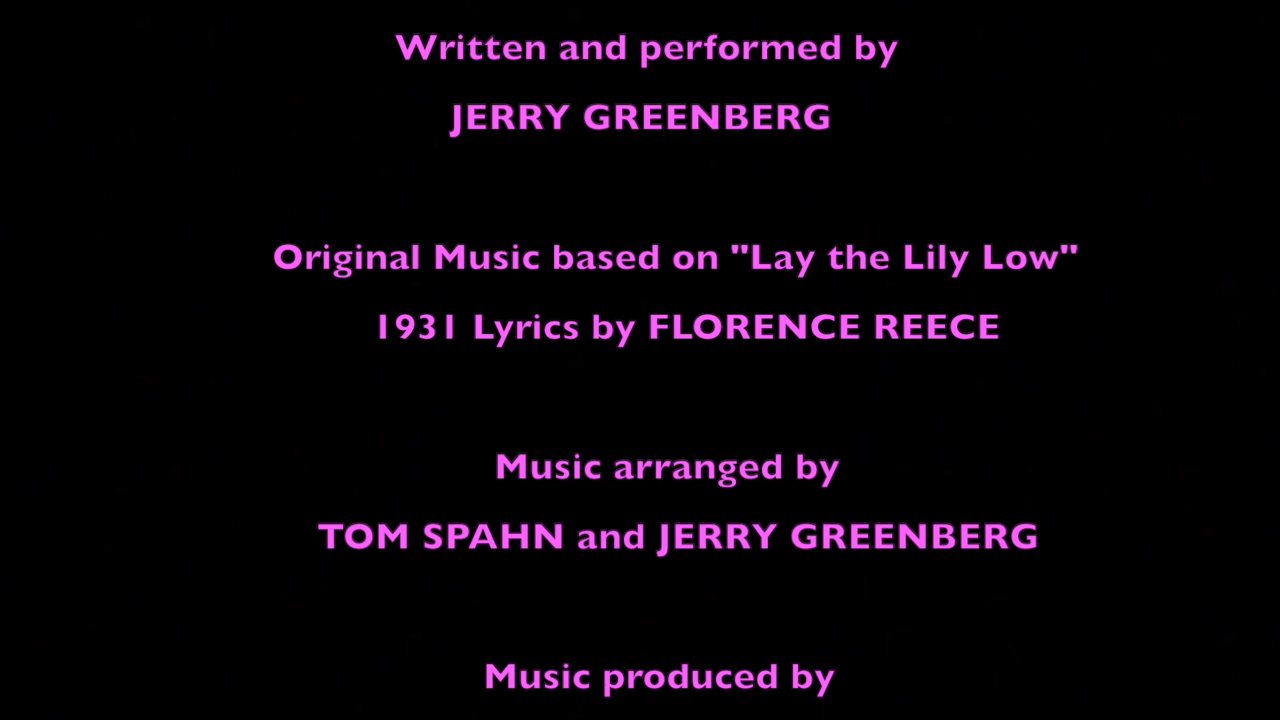 Written and performed by
JERRY GREENBERG
Original Music based on "Lay the Lily Low"
1931 Lyrics by FLORENCE REECE
Music arranged by
TOM SPAHN and JERRY GREENBERG
Music produced by